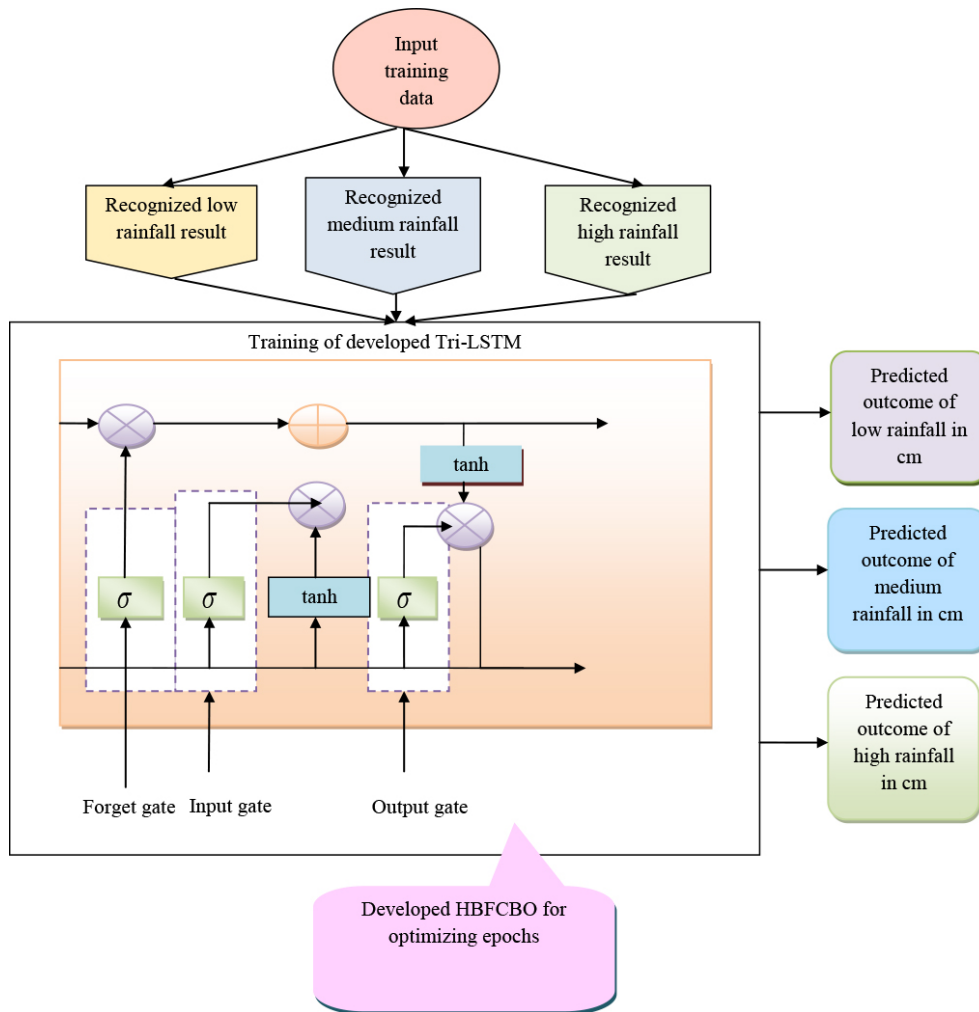 Input
training
data
Recognized low
rainfall result
Recognized
medium rainfall
result
Recognized
high rainfall
result
Training of developed Tri-LSTM
tanh
σ
σ
tanh
σ
Forget gate
Input gate
Output gate
Predicted
outcome of
low rainfall in
cm
Predicted
outcome of
medium
rainfall in cm
Predicted
outcome of
high rainfall
in cm
Developed HBFCBO for
optimizing epochs